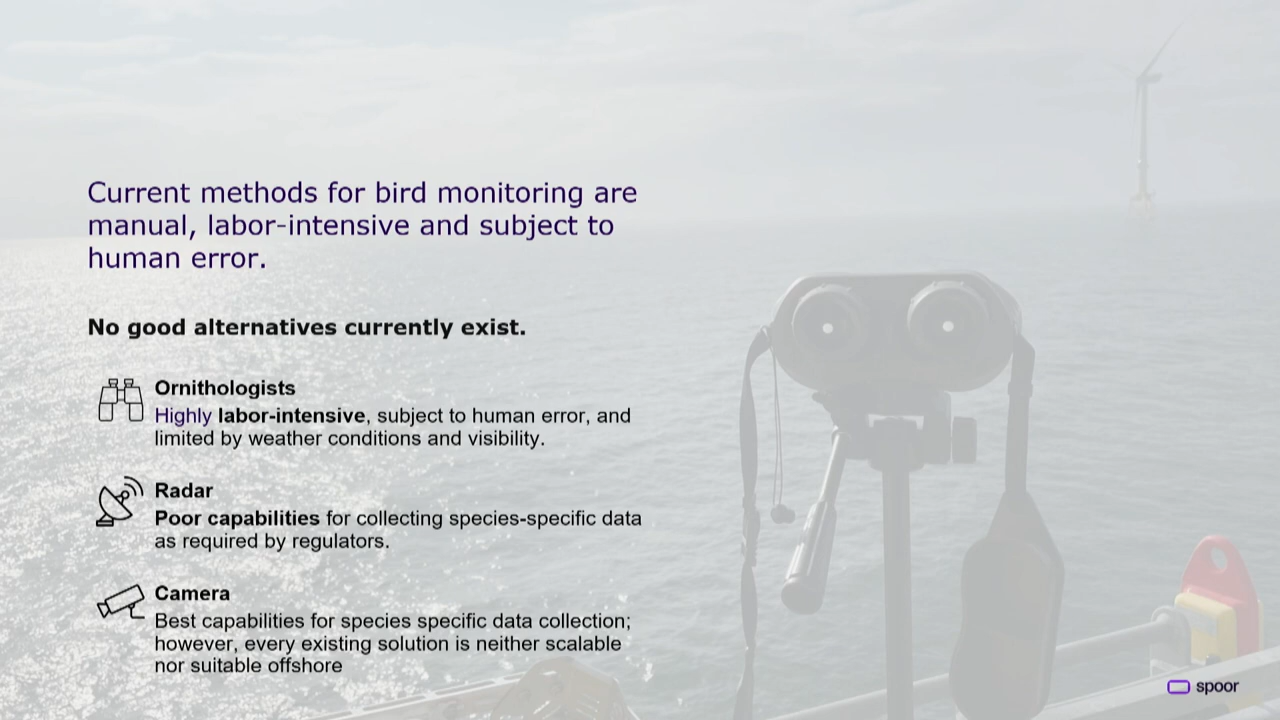 Current methods for bird monitoring are
manual, labor-intensive and subject to
human error.
No good alternatives currently exist.
Ornithologists
Highly labor-intensive, subject to human error, and
limited by weather conditions and visibility.
Radar
Poor capabilities for collecting species-specific data
as required by regulators.
Camera
Best capabilities for species specific data collection;
however, every existing solution is neither scalable
nor suitable offshore
spoor